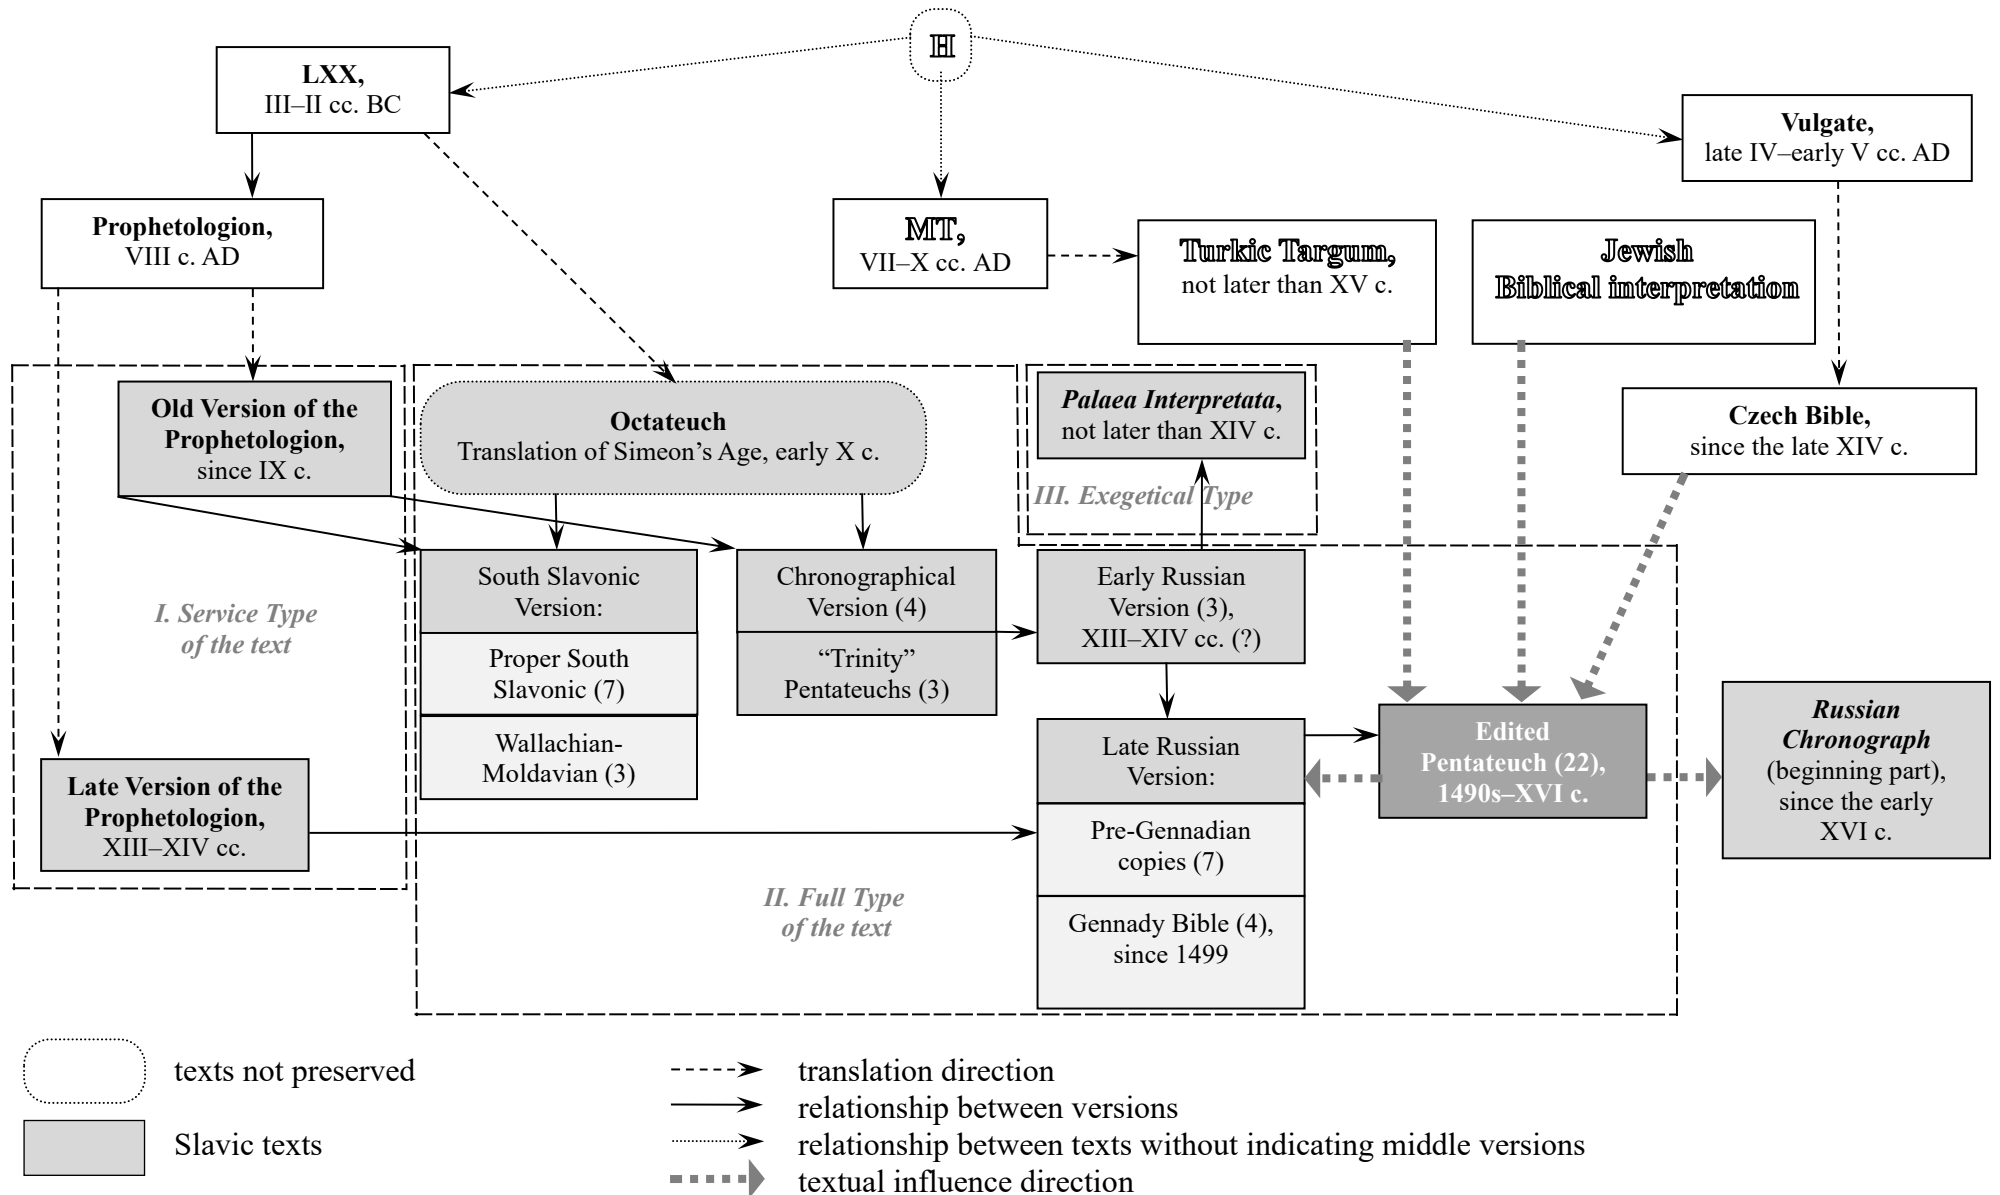 H
LXX,
III–II cc. BC
Vulgate,
late IV–early V cc. AD
Prophetologion,
VIII c. AD
MT,
VII–X cc. AD
Turkic Targum,
not later than XV c.
Jewish
Biblical interpretation
Old Version of the
Prophetologion,
since IX c.
Octateuch
Translation of Simeon’s Age, early X c.
Palaea Interpretata,
not later than XIV c.
III. Exegetical Type
Czech Bible,
since the late XIV c.
I. Service Type
of the text
South Slavonic
Version:
Proper South
Slavonic (7)
Wallachian-
Moldavian (3)
Chronographical
Version (4)
“Trinity”
Pentateuchs (3)
Early Russian
Version (3),
XIII–XIV cc. (?)
Late Version of the
Prophetologion,
XIII–XIV cc.
Late Russian
Version:
Pre-Gennadian
copies (7)
Gennady Bible (4),
since 1499
Edited
Pentateuch (22),
1490s–XVI c.
Russian
Chronograph
(beginning part),
since the early
XVI c.
II. Full Type
of the text
texts not preserved
Slavic texts
translation direction
relationship between versions
relationship between texts without indicating middle versions
textual influence direction